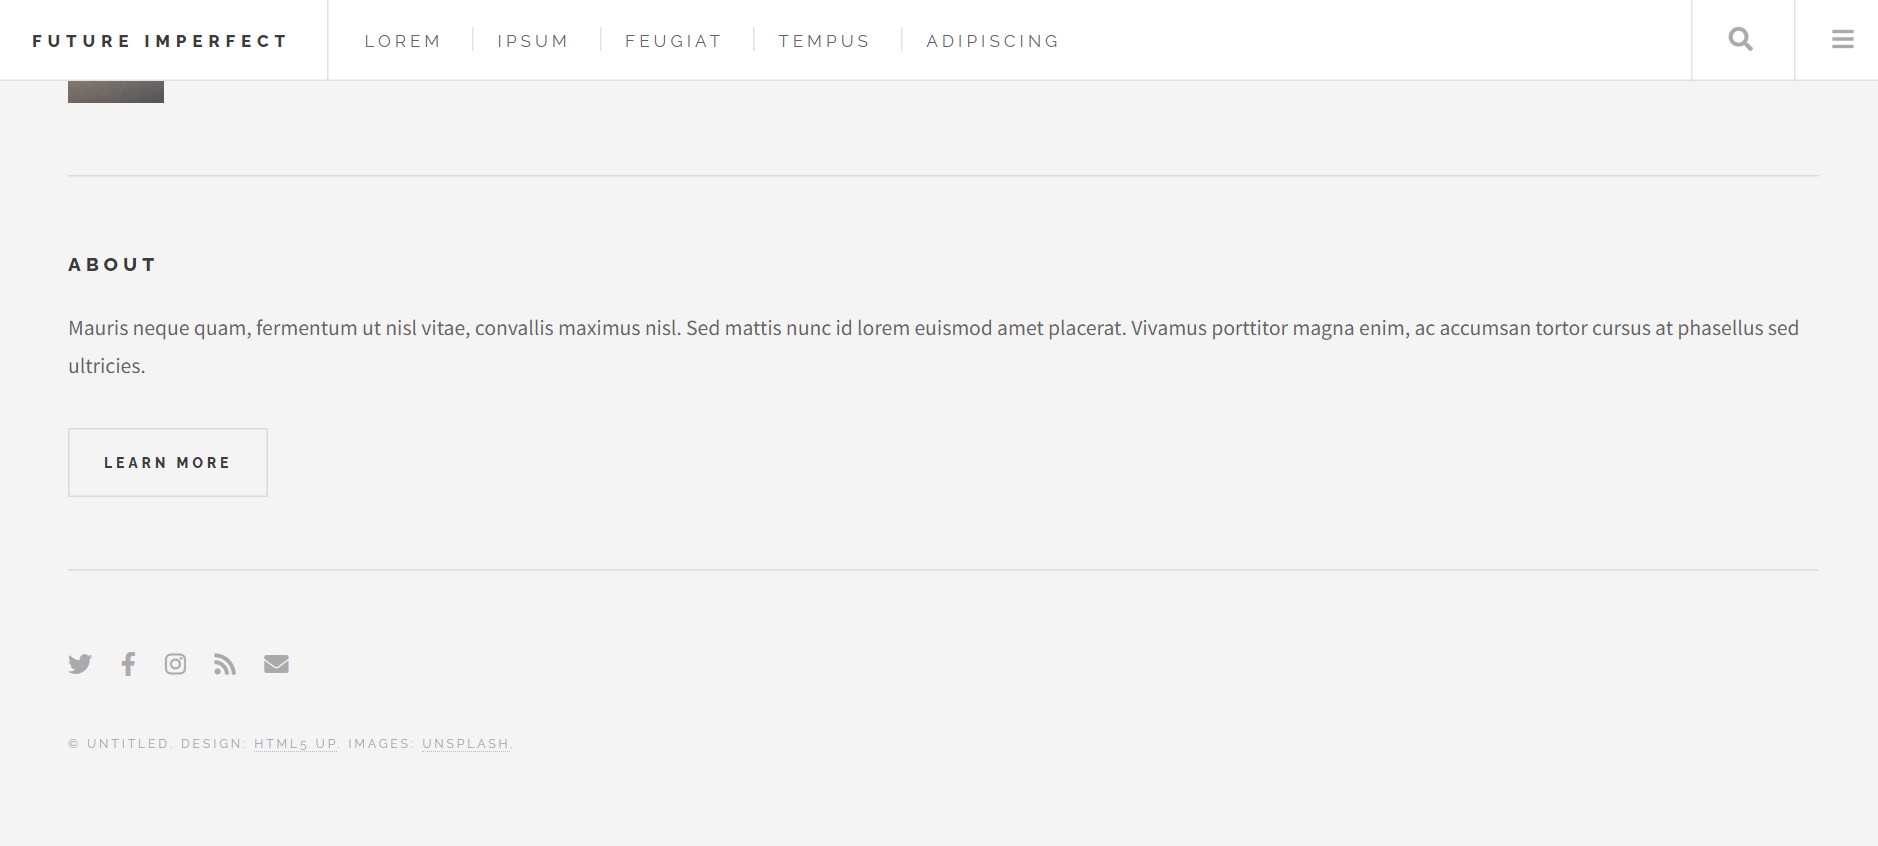 FUTURE IMPERFECT
LOREM
IPSUM
FEUGIAT
TEMPUS
ADIPISCING
ABOUT
Mauris neque quam, fermentum ut nisl vitae, convallis maximus nisl. Sed mattis nunc id lorem euismod amet placerat. Vivamus porttitor magna enim, ac accumsan tortor cursus at phasellus sed
ultricies.
LEARN MORE
© UNTITLED. DESIGN: HTML5 UP. IMAGES: UNSPLASH.